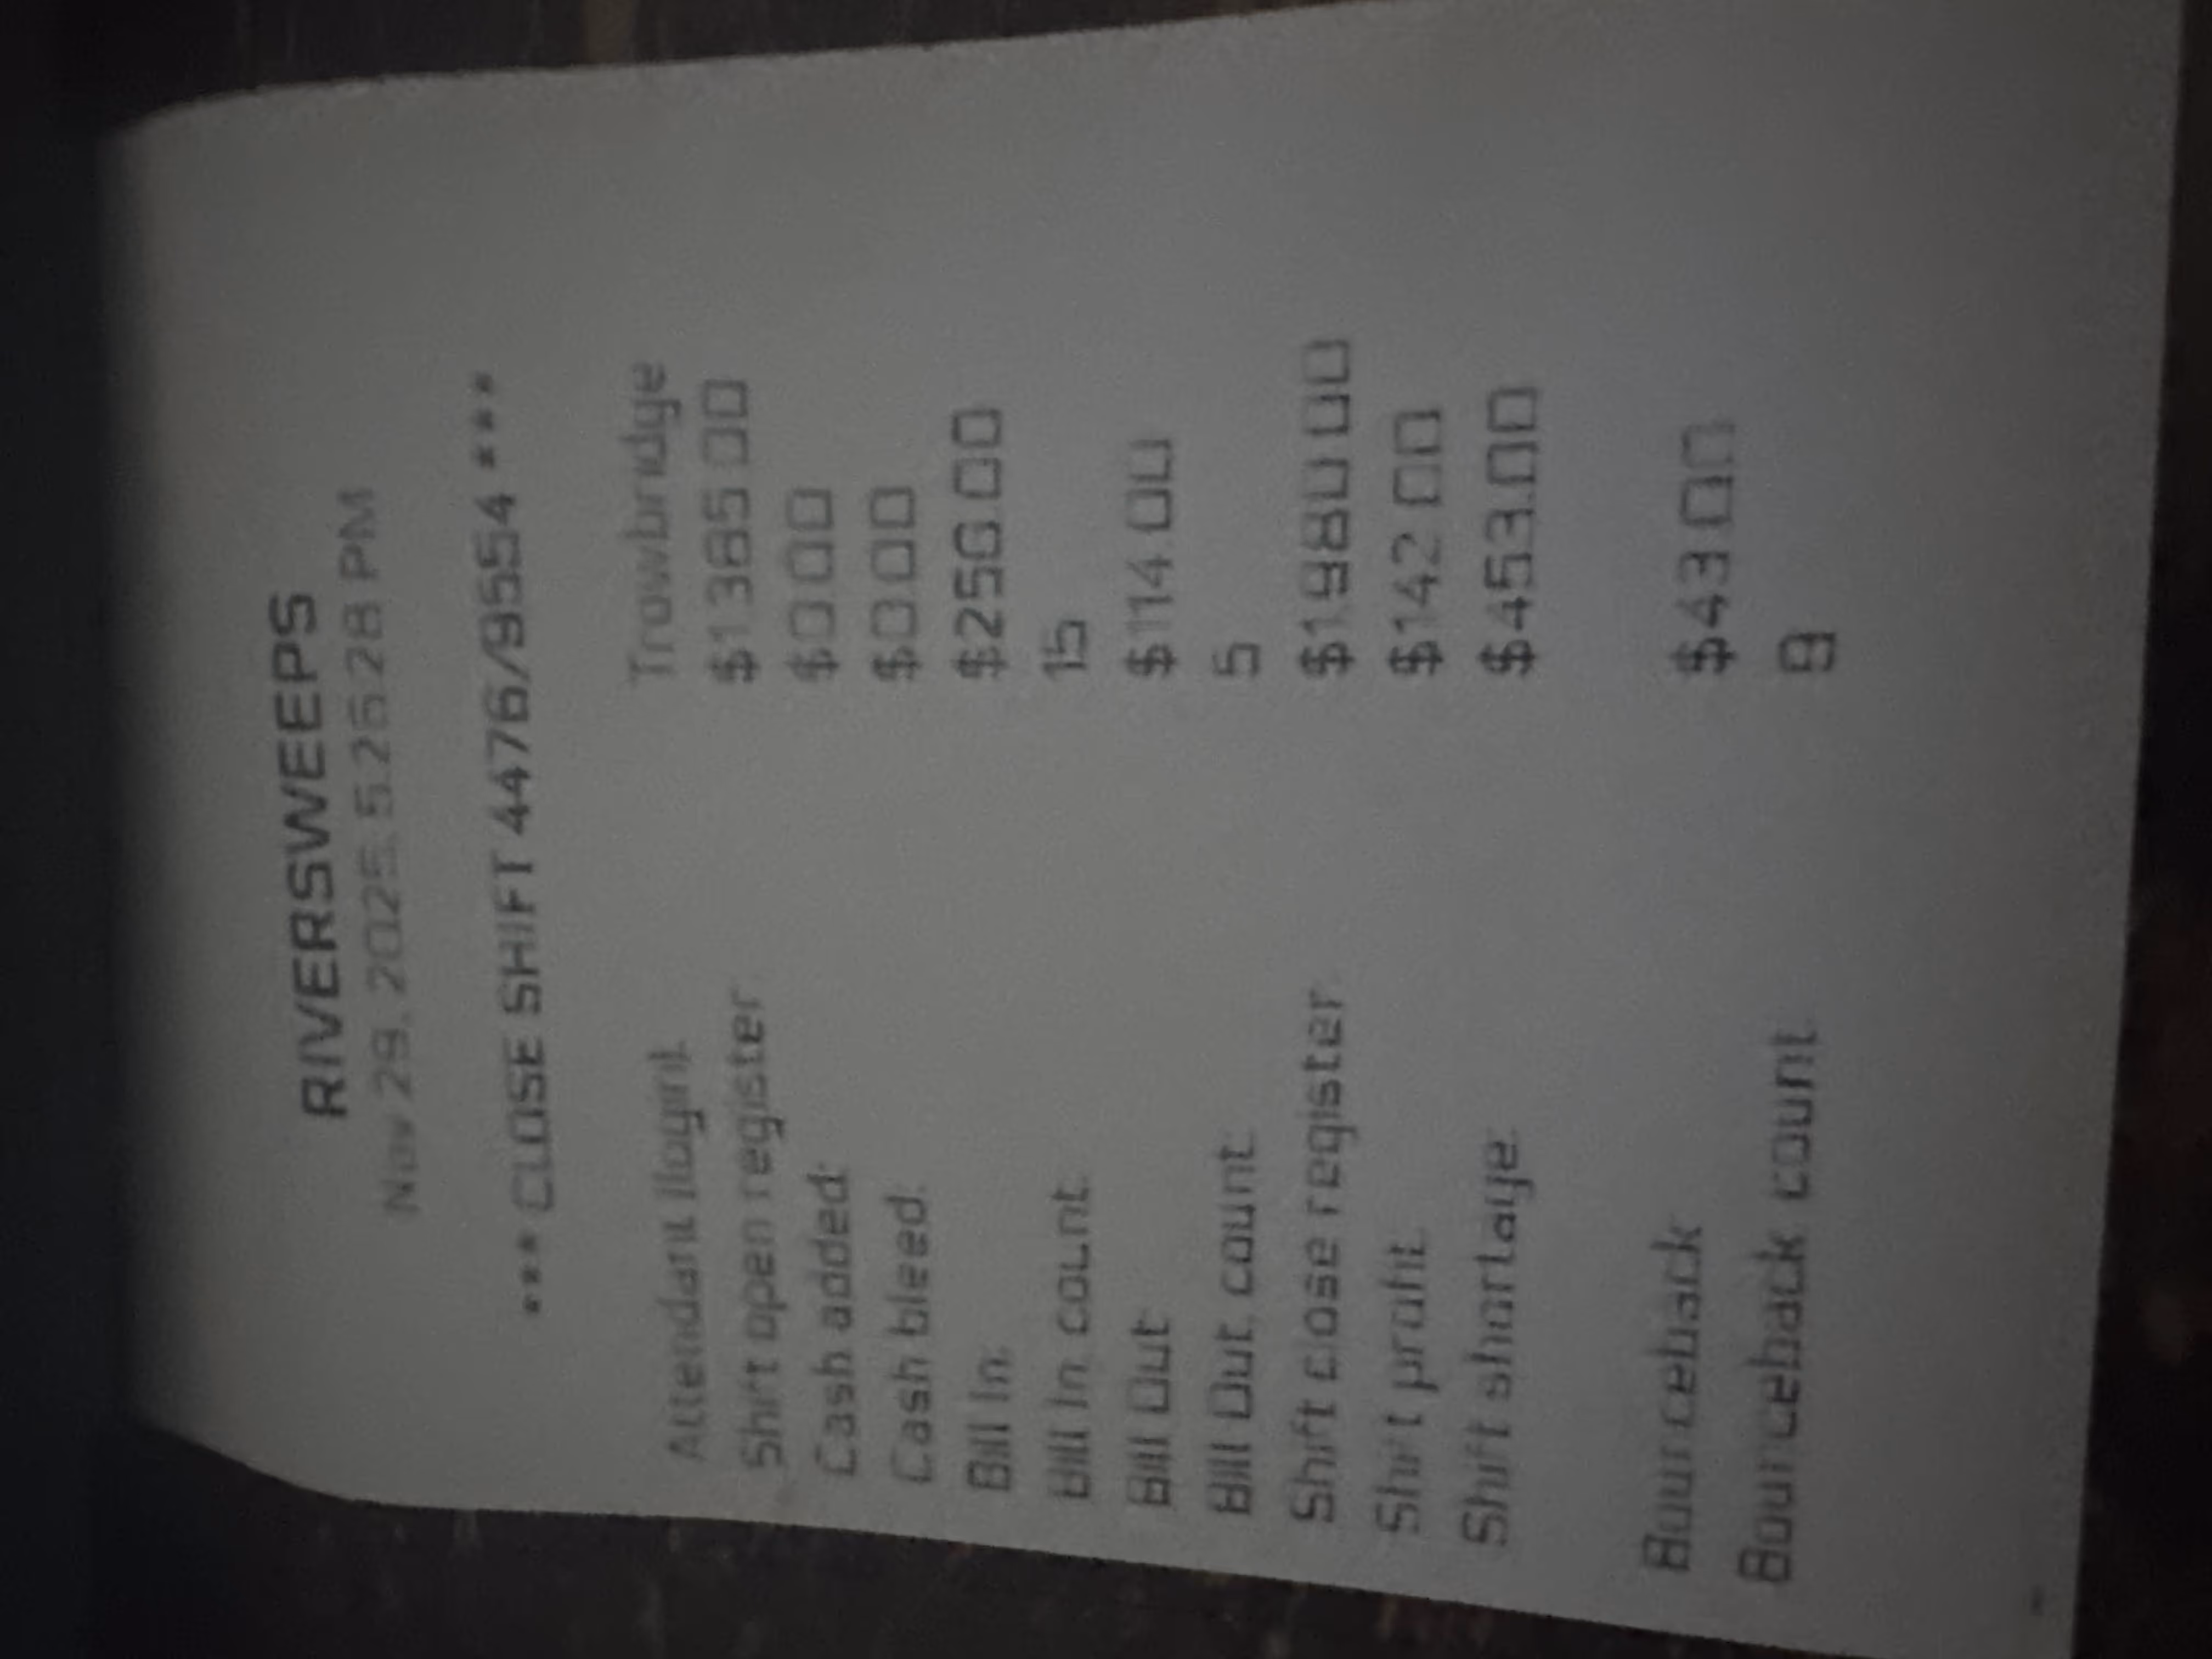 RIVERSWEEPS
Nov 29, 2025, 5:26:28 PM
*** CLOSE SHIFT 4476/9554 ***
Attendant (login): Trowbridge
Shift open register: $1385.00
Cash added: $0.00
Cash bleed: $0.00
Bill In: $256.00
Bill In count: 15
Bill Out: $114.00
Bill Out count: 5
Shift close register: $1980.00
Shift profit: $142.00
Shift shortage: $453.00
Bounceback $43.00
Bounceback count 9